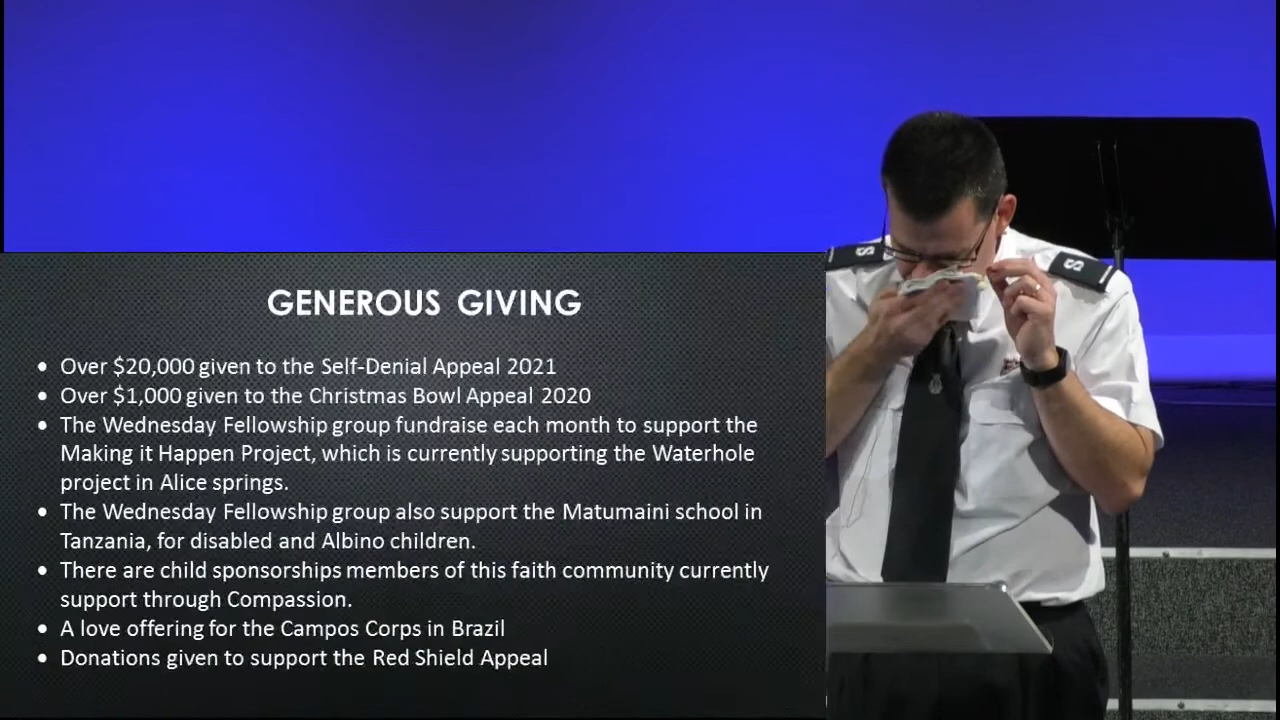 GENEROUS GIVING
• Over $20,000 given to the Self-Denial Appeal 2021
• Over $1,000 given to the Christmas Bowl Appeal 2020
• The Wednesday Fellowship group fundraise each month to support the
Making it Happen Project, which is currently supporting the Waterhole
project in Alice springs.
• The Wednesday Fellowship group also support the Matumaini school in
Tanzania, for disabled and Albino children.
• There are child sponsorships members of this faith community currently
support through Compassion.
• A love offering for the Campos Corps in Brazil
• Donations given to support the Red Shield Appeal
S
S